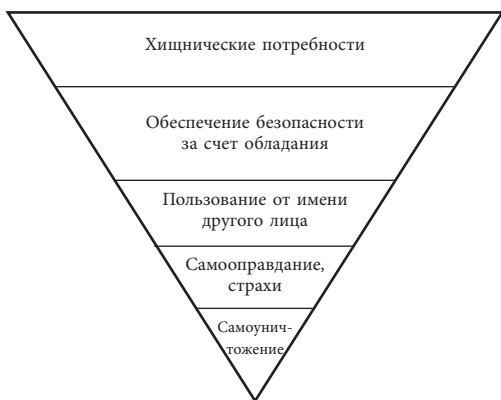 Хищнические потребности
Обеспечение безопасности
за счет обладания
Пользование от имени
другого лица
Самооправдание,
страхи
Самоунич-
тожение